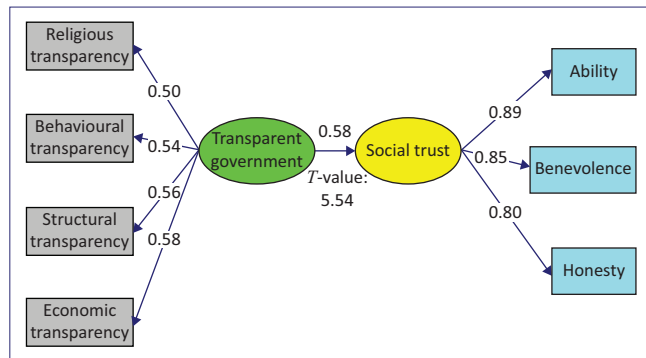 Religious
transparency
0.50
Behavioural
transparency
0.54
Structural
transparency
0.56
Economic
transparency
0.58
Transparent
government
0.58
T-value:
5.54
Social trust
0.89
Ability
0.85
Benevolence
0.80
Honesty